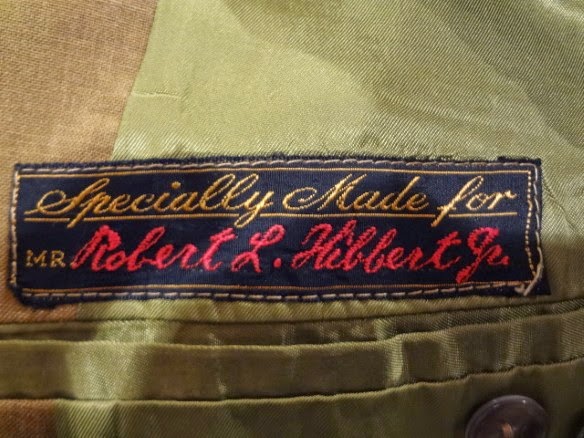 Specially Made for
MR. Robert L. Hibbert Jr.